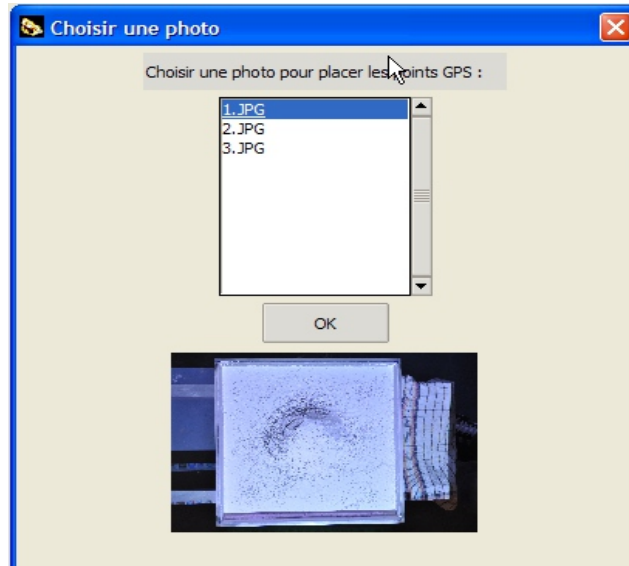 Choisir une photo
Choisir une photo pour placer les points GPS :
1.JPG
2.JPG
3.JPG
OK